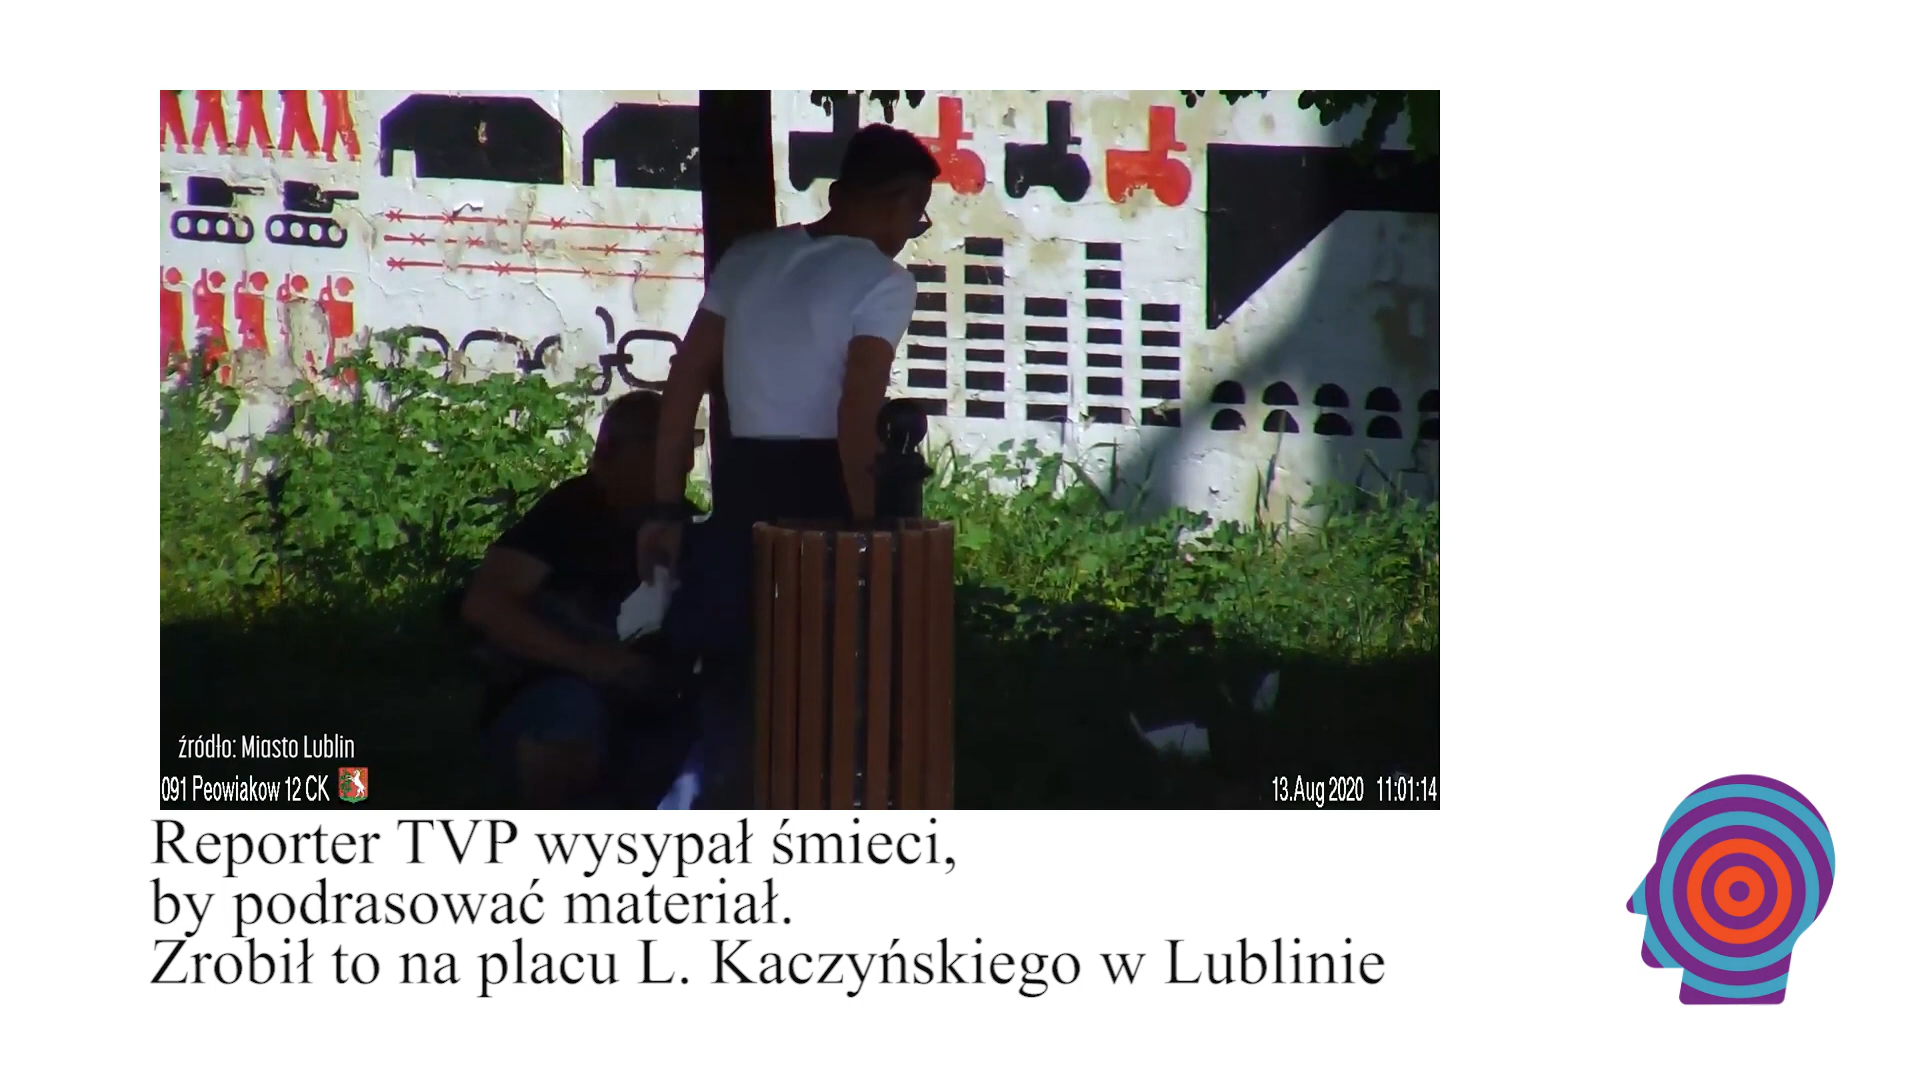 źródło: Miasto Lublin
091 Peowiakow 12 CK
13.Aug 2020 11:01:14
Reporter TVP wysypał śmieci,
by podrasować materiał.
Zrobił to na placu L. Kaczyńskiego w Lublinie